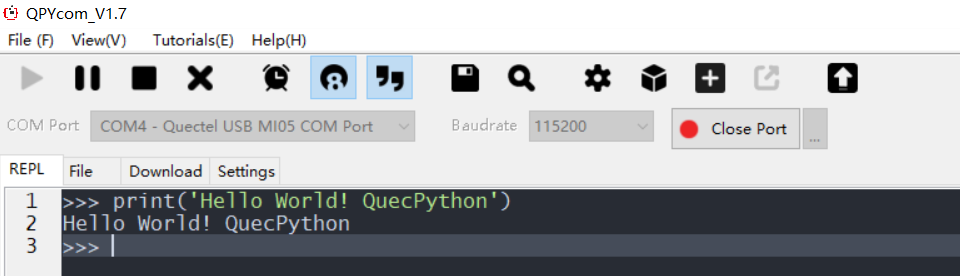 QPYcom_V1.7
File (F) View(V) Tutorials(E) Help(H)
COM Port COM4 - Quectel USB MI05 COM Port Baudrate 115200 Close Port ...
REPL File Download Settings
1 >>> print('Hello World! QuecPython')
2 Hello World! QuecPython
3 >>>